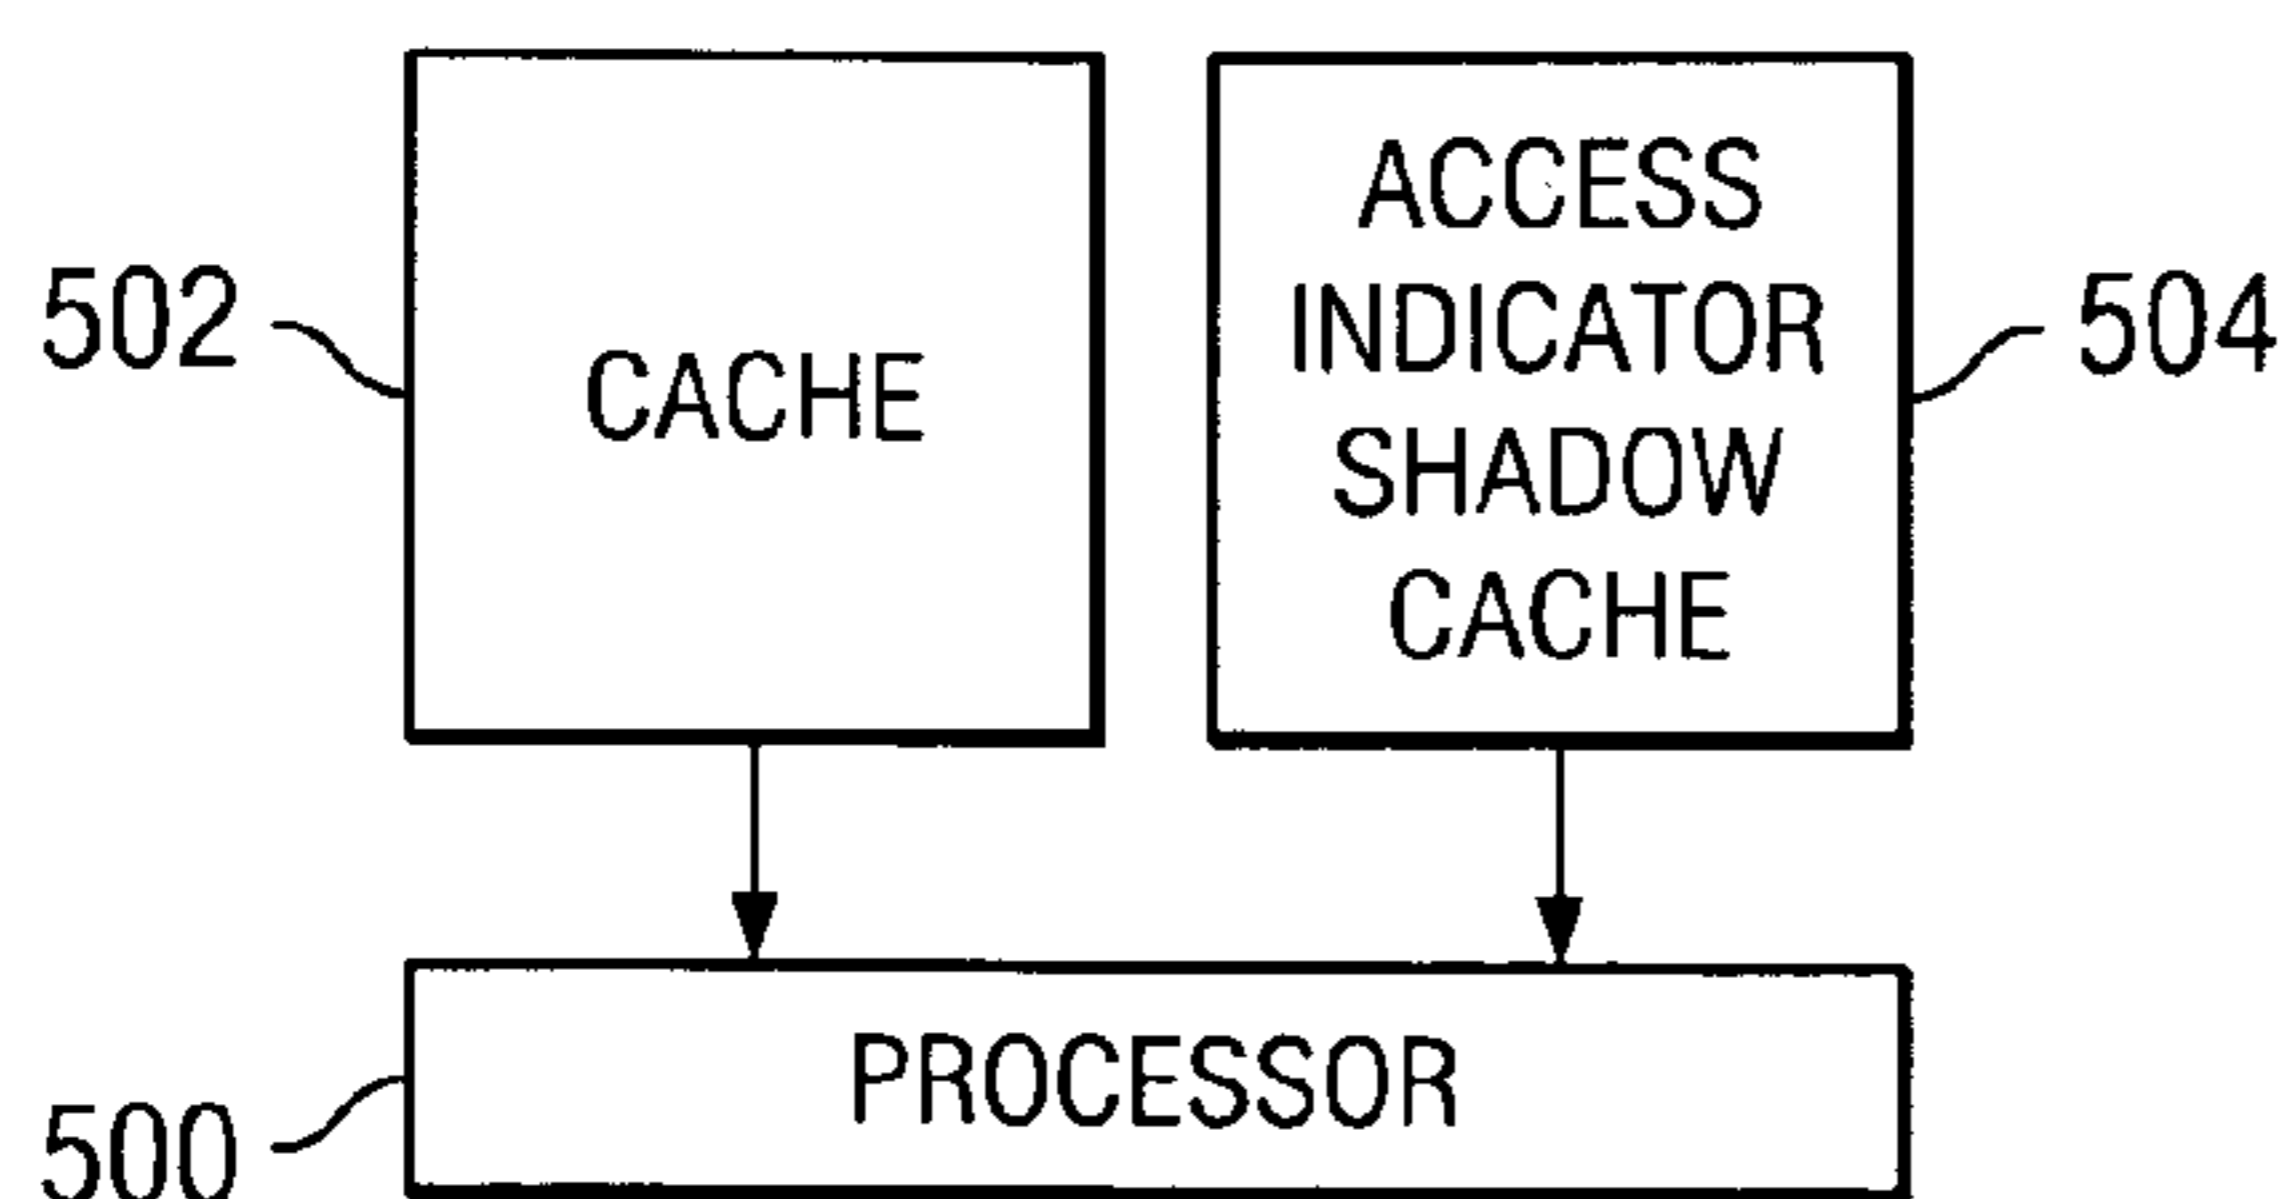 502
CACHE
ACCESS
INDICATOR
SHADOW
CACHE
504
500
PROCESSOR